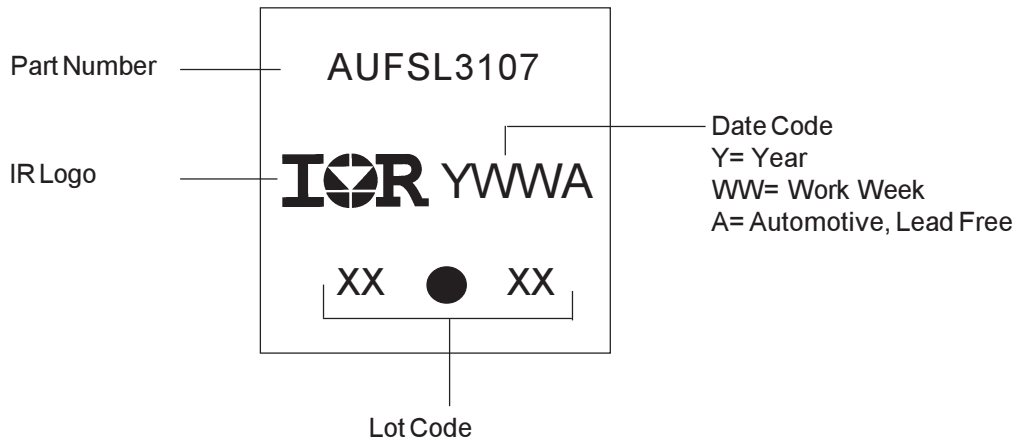 Part Number
AUFSL3107
IR Logo
IOR YWWA
Date Code
Y= Year
WW= Work Week
A= Automotive, Lead Free
XX XX
Lot Code